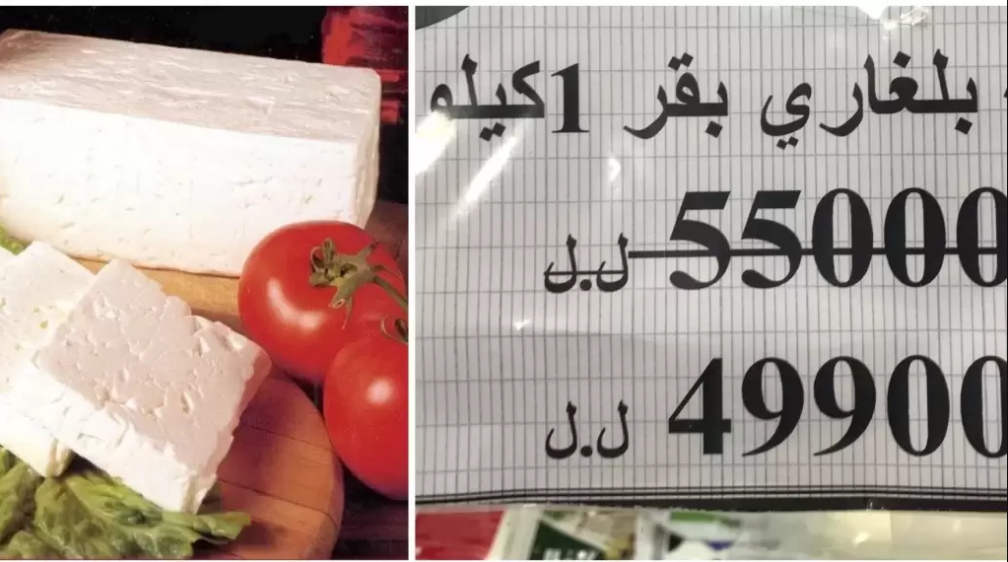 بلغاري بقر 1كيلو
55000 ل.ل
49900 ل.ل